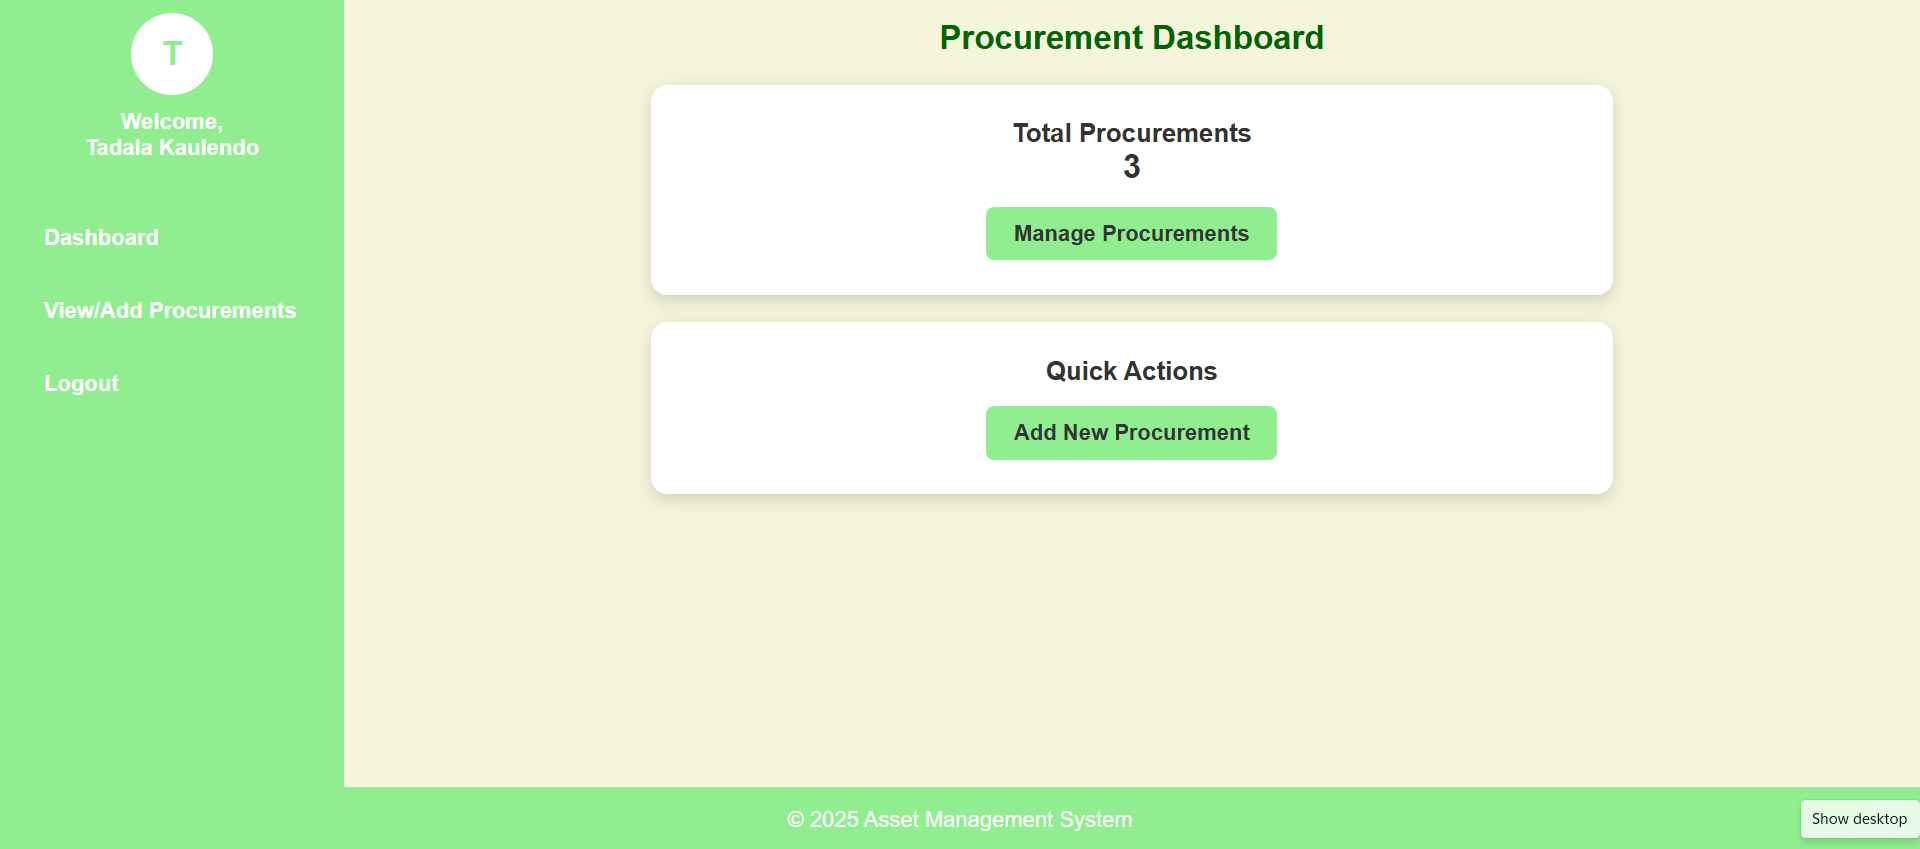 T
Welcome,
Tadala Kaulendo
Dashboard
View/Add Procurements
Logout
Procurement Dashboard
Total Procurements
3
Manage Procurements
Quick Actions
Add New Procurement
© 2025 Asset Management System
Show desktop